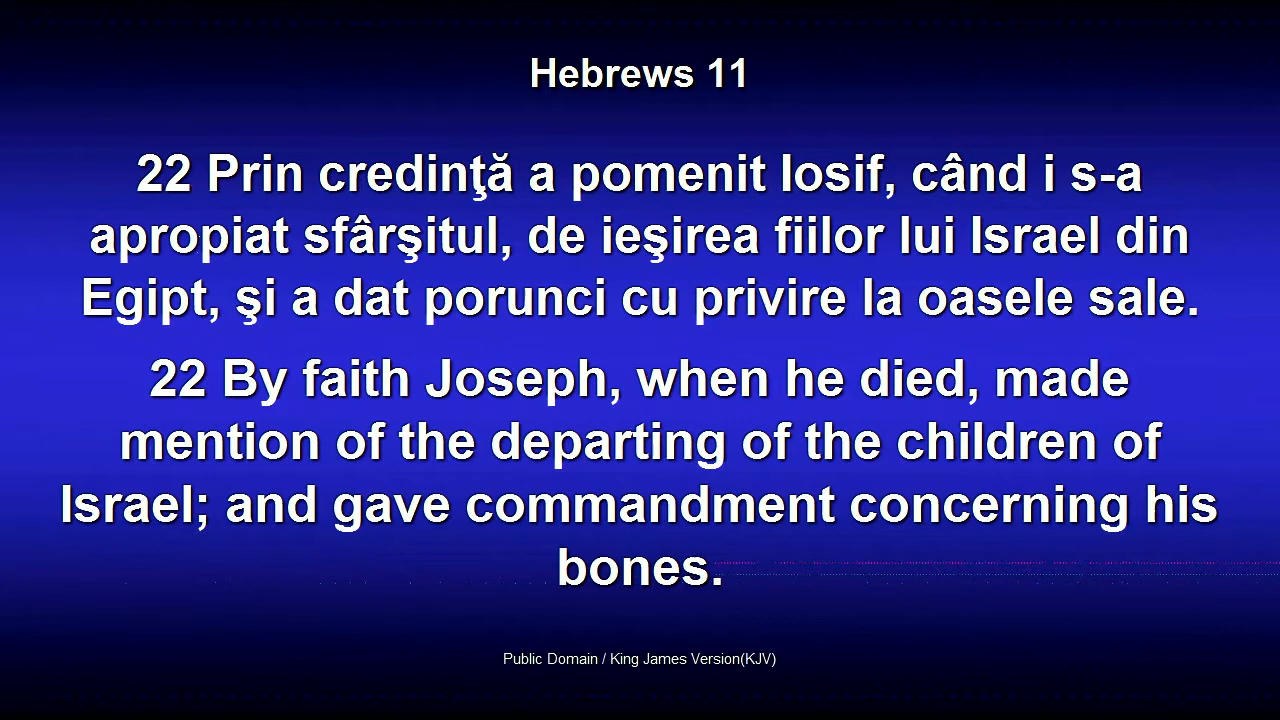 Hebrews 11
22 Prin credinţă a pomenit Iosif, când i s-a
apropiat sfârşitul, de ieşirea fiilor lui Israel din
Egipt, şi a dat porunci cu privire la oasele sale.
22 By faith Joseph, when he died, made
mention of the departing of the children of
Israel; and gave commandment concerning his
bones.
Public Domain / King James Version(KJV)